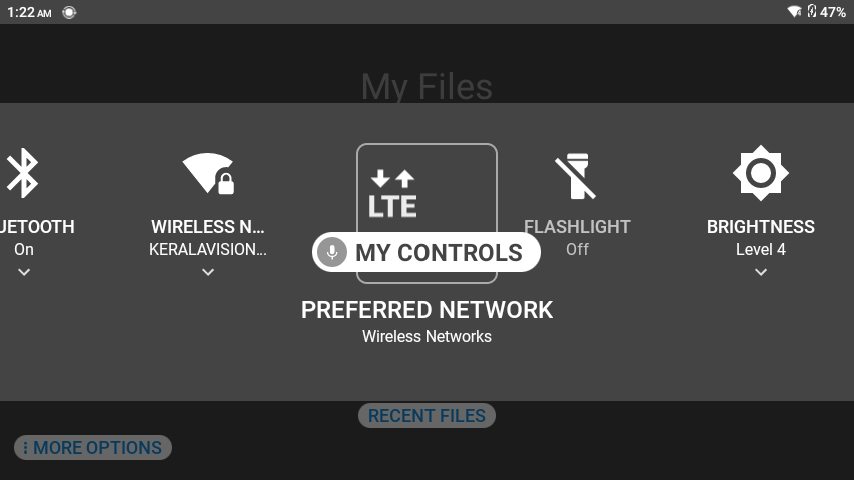 1:22 AM
47%
My Files
LTE
UETOOTH
On
WIRELESS N...
KERALAVISION...
FLASHLIGHT
Off
BRIGHTNESS
Level 4
MY CONTROLS
PREFERRED NETWORK
Wireless Networks
RECENT FILES
MORE OPTIONS